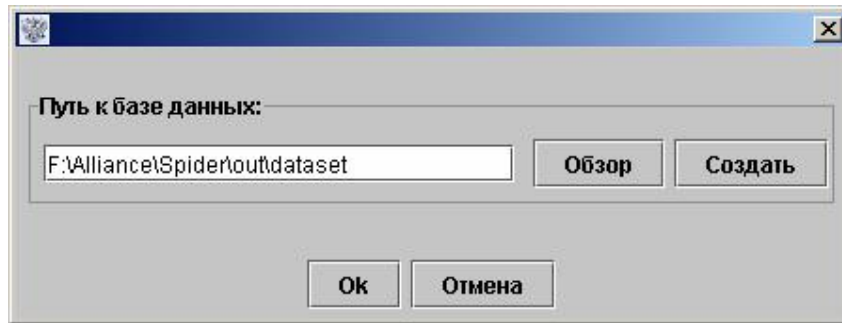 Путь к базе данных:
F:\Alliance\Spider\out\dataset
Обзор
Создать
Ok
Отмена